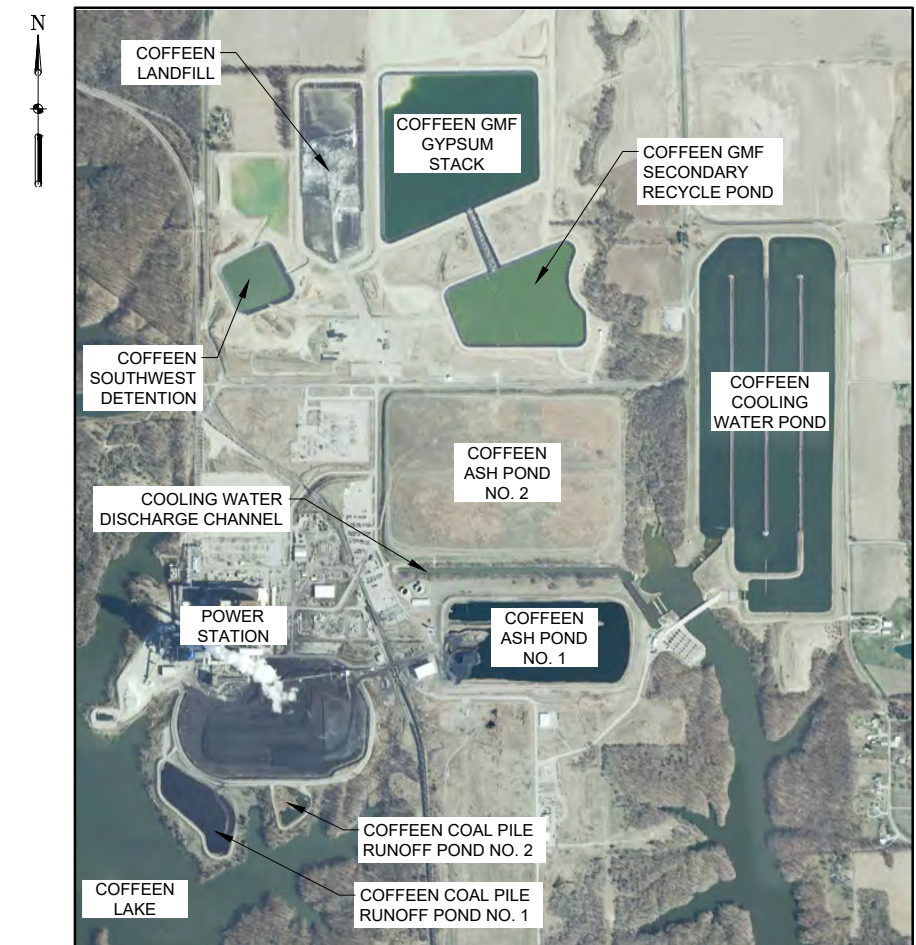 N
COFFEEN
LANDFILL
COFFEEN GMF
GYPSUM
STACK
COFFEEN GMF
SECONDARY
RECYCLE POND
COFFEEN
SOUTHWEST
DETENTION
COFFEEN
COOLING
WATER POND
COFFEEN
ASH POND
NO. 2
COOLING WATER
DISCHARGE CHANNEL
POWER
STATION
COFFEEN
ASH POND
NO. 1
COFFEEN COAL PILE
RUNOFF POND NO. 2
COFFEEN COAL PILE
RUNOFF POND NO. 1
COFFEEN
LAKE